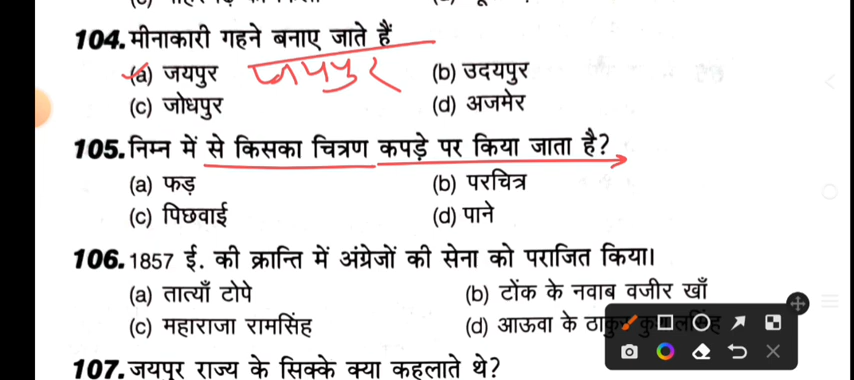 104. मीनाकारी गहने बनाए जाते हैं
(a) जयपुर जयपुर (b) उदयपुर
(c) जोधपुर (d) अजमेर
105. निम्न में से किसका चित्रण कपड़े पर किया जाता है?
(a) फड़ (b) परचित्र
(c) पिछवाई (d) पाने
106. 1857 ई. की क्रान्ति में अंग्रेजों की सेना को पराजित किया।
(a) तात्याँ टोपे (b) टोंक के नवाब वजीर खाँ
(c) महाराजा रामसिंह (d) आऊवा के
107. जयपुर राज्य के सिक्के क्या कहलाते थे?